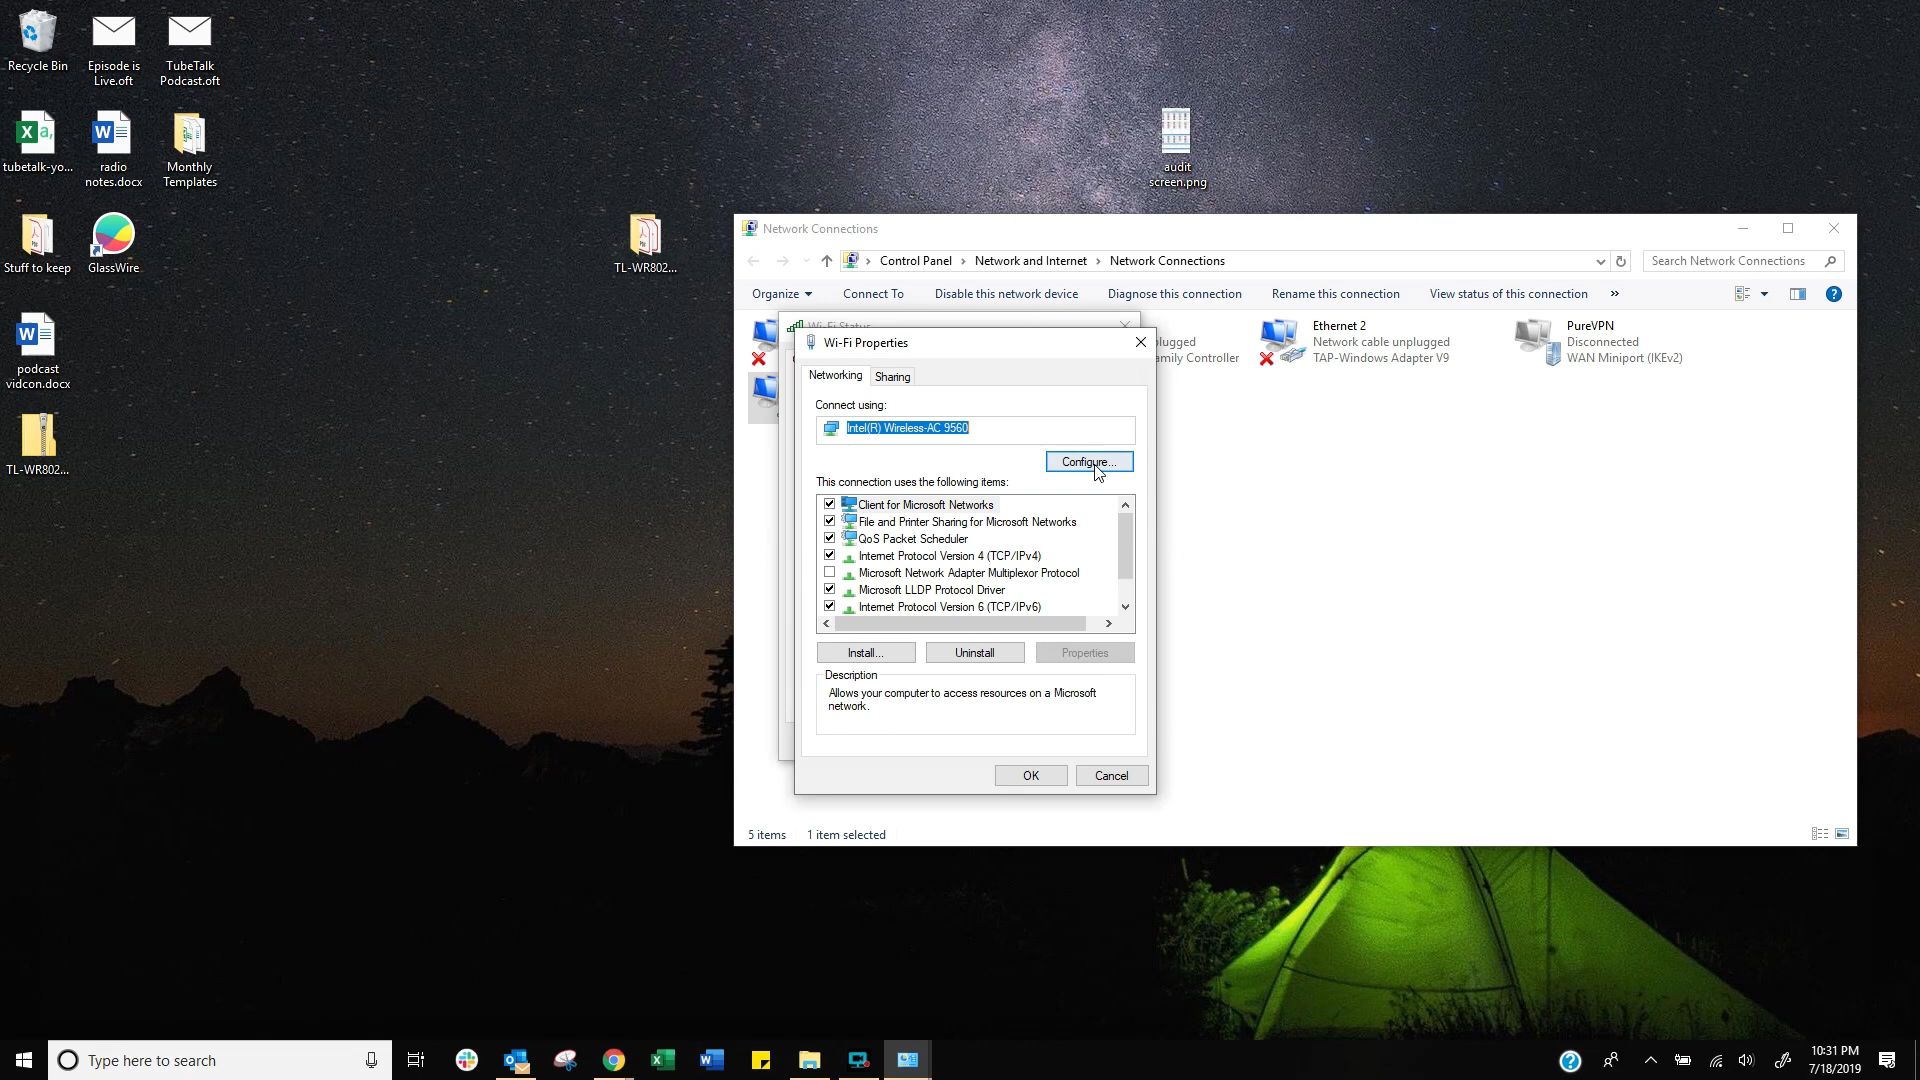 Recycle Bin
Episode is
Live.oft
TubeTalk
Podcast.oft
tubetalk-yo...
radio
notes.docx
Monthly
Templates
Stuff to keep
GlassWire
podcast
vidcon.docx
TL-WR802...
TL-WR802...
audit
screen.png
Network Connections
Control Panel
Network and Internet
Network Connections
Search Network Connections
Organize
Connect To
Disable this network device
Diagnose this connection
Rename this connection
View status of this connection
»
Wi-Fi Status
plugged
amily Controller
Ethernet 2
Network cable unplugged
TAP-Windows Adapter V9
PureVPN
Disconnected
WAN Miniport (IKEv2)
Wi-Fi Properties
Networking
Sharing
Connect using:
Intel(R) Wireless-AC 9560
Configure...
This connection uses the following items:
Client for Microsoft Networks
File and Printer Sharing for Microsoft Networks
QoS Packet Scheduler
Internet Protocol Version 4 (TCP/IPv4)
Microsoft Network Adapter Multiplexor Protocol
Microsoft LLDP Protocol Driver
Internet Protocol Version 6 (TCP/IPv6)
Install...
Uninstall
Properties
Description
Allows your computer to access resources on a Microsoft
network.
OK
Cancel
5 items
1 item selected
Type here to search
10:31 PM
7/18/2019